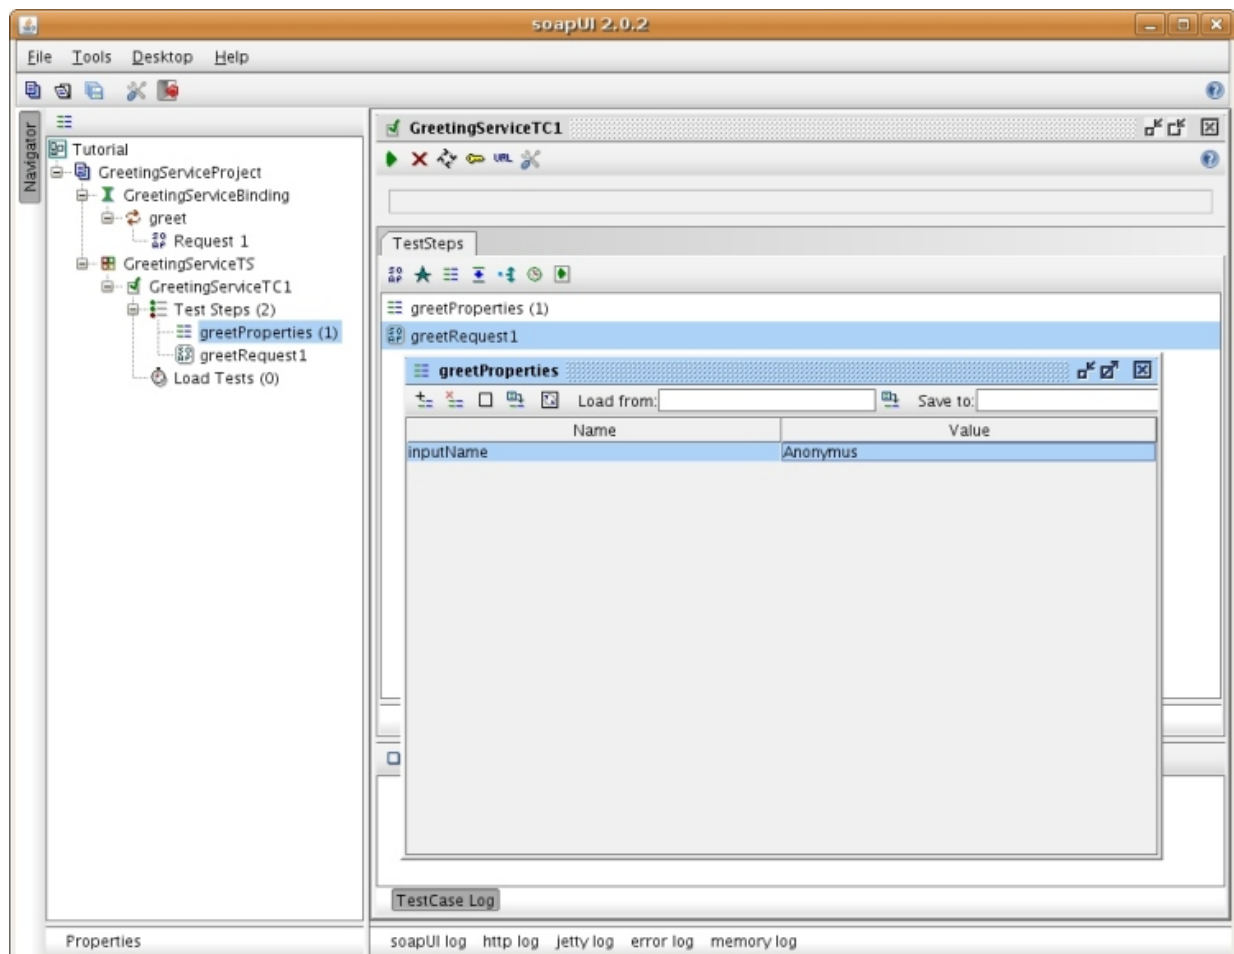 soapUI 2.0.2
File Tools Desktop Help
Navigator
Tutorial
GreetingServiceProject
GreetingServiceBinding
greet
Request 1
GreetingServiceTS
GreetingServiceTC1
Test Steps (2)
greetProperties (1)
greetRequest1
Load Tests (0)
GreetingServiceTC1
URL
TestSteps
greetProperties (1)
greetRequest1
greetProperties
Load from: Save to:
Name Value
inputName Anonymus
TestCase Log
Properties
soapUI log http log jetty log error log memory log